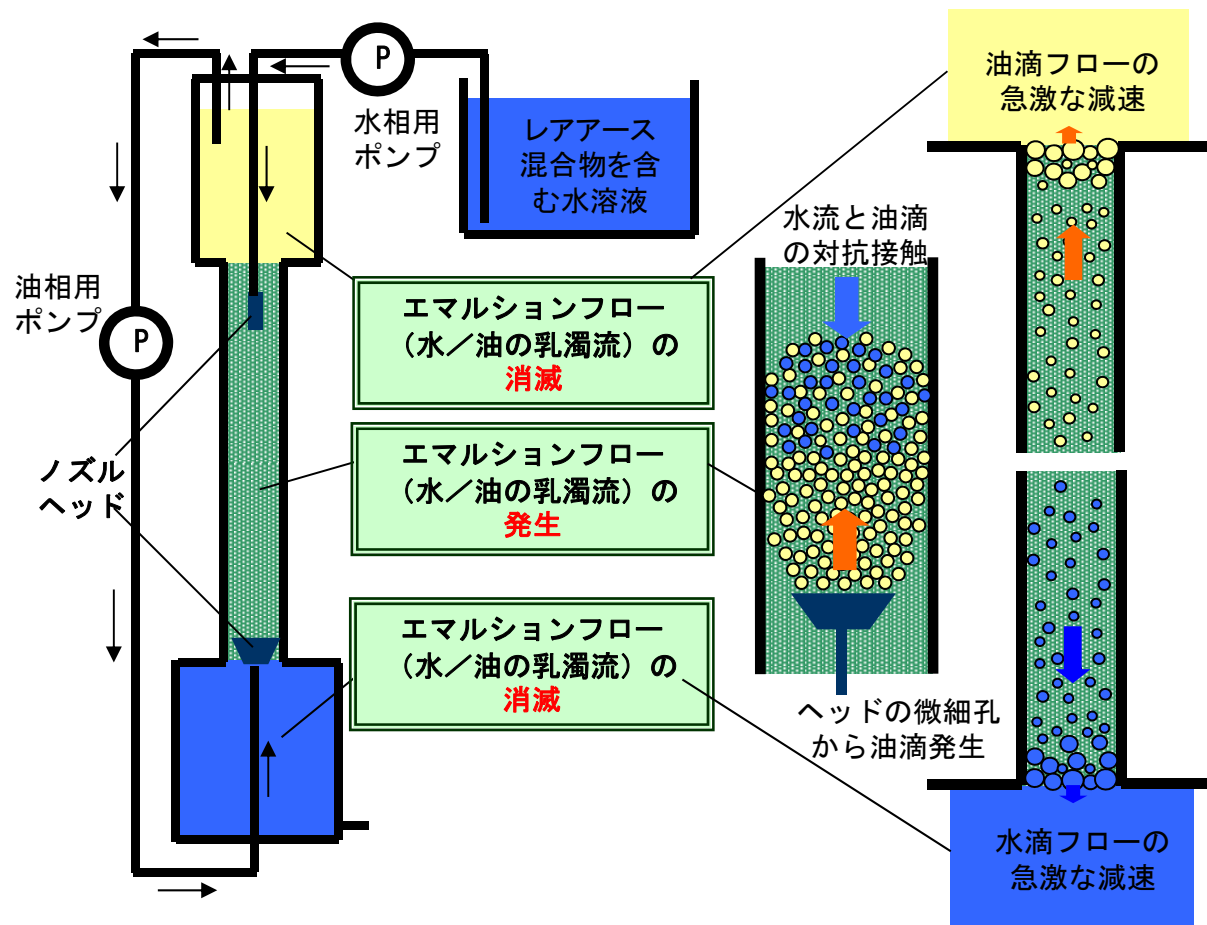 P
水相用
ポンプ
レアアース
混合物を含
む水溶液
油滴フローの
急激な減速
水流と油滴
の対抗接触
油相用
ポンプ
P
エマルションフロー
（水／油の乳濁流）の
消滅
エマルションフロー
（水／油の乳濁流）の
発生
ノズル
ヘッド
エマルションフロー
（水／油の乳濁流）の
消滅
ヘッドの微細孔
から油滴発生
水滴フローの
急激な減速